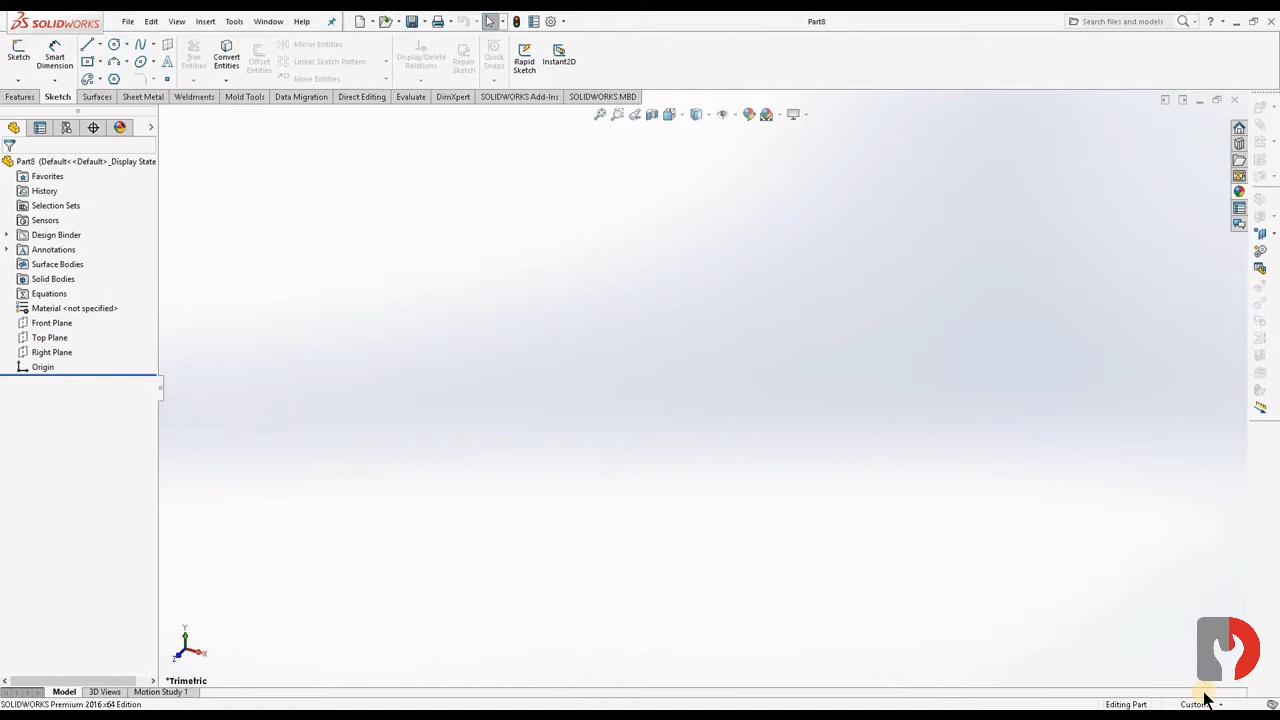 SOLIDWORKS File Edit View Insert Tools Window Help Part8 Search files and models
Sketch Smart Dimension Trim Entities Convert Entities Offset Entities Mirror Entities Linear Sketch Pattern Move Entities Display/Delete Relations Repair Sketch Quick Snaps Rapid Sketch Instant2D
Features Sketch Surfaces Sheet Metal Weldments Mold Tools Data Migration Direct Editing Evaluate DimXpert SOLIDWORKS Add-Ins SOLIDWORKS MBD
Part8 (Default<<Default>_Display State
Favorites
History
Selection Sets
Sensors
Design Binder
Annotations
Surface Bodies
Solid Bodies
Equations
Material <not specified>
Front Plane
Top Plane
Right Plane
Origin
Y
X
Z
*Trimetric
Model 3D Views Motion Study 1
SOLIDWORKS Premium 2016 x64 Edition Editing Part